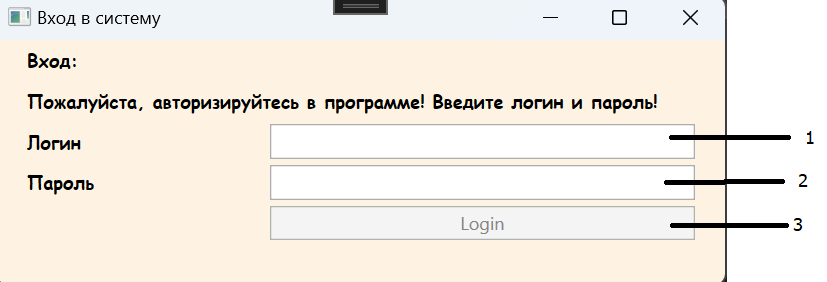 Вход в систему
Вход:
Пожалуйста, авторизируйтесь в программе! Введите логин и пароль!
Логин
1
Пароль
2
Login
3